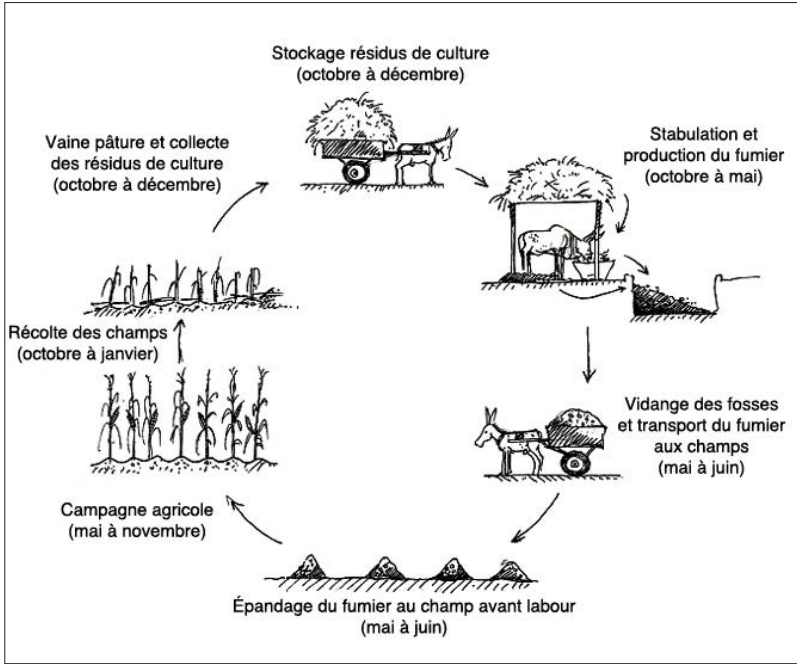 Stockage résidus de culture
(octobre à décembre)
Stabulation et
production du fumier
(octobre à mai)
Vidange des fosses
et transport du fumier
aux champs
(mai à juin)
Épandage du fumier au champ avant labour
(mai à juin)
Campagne agricole
(mai à novembre)
Récolte des champs
(octobre à janvier)
Vaine pâture et collecte
des résidus de culture
(octobre à décembre)